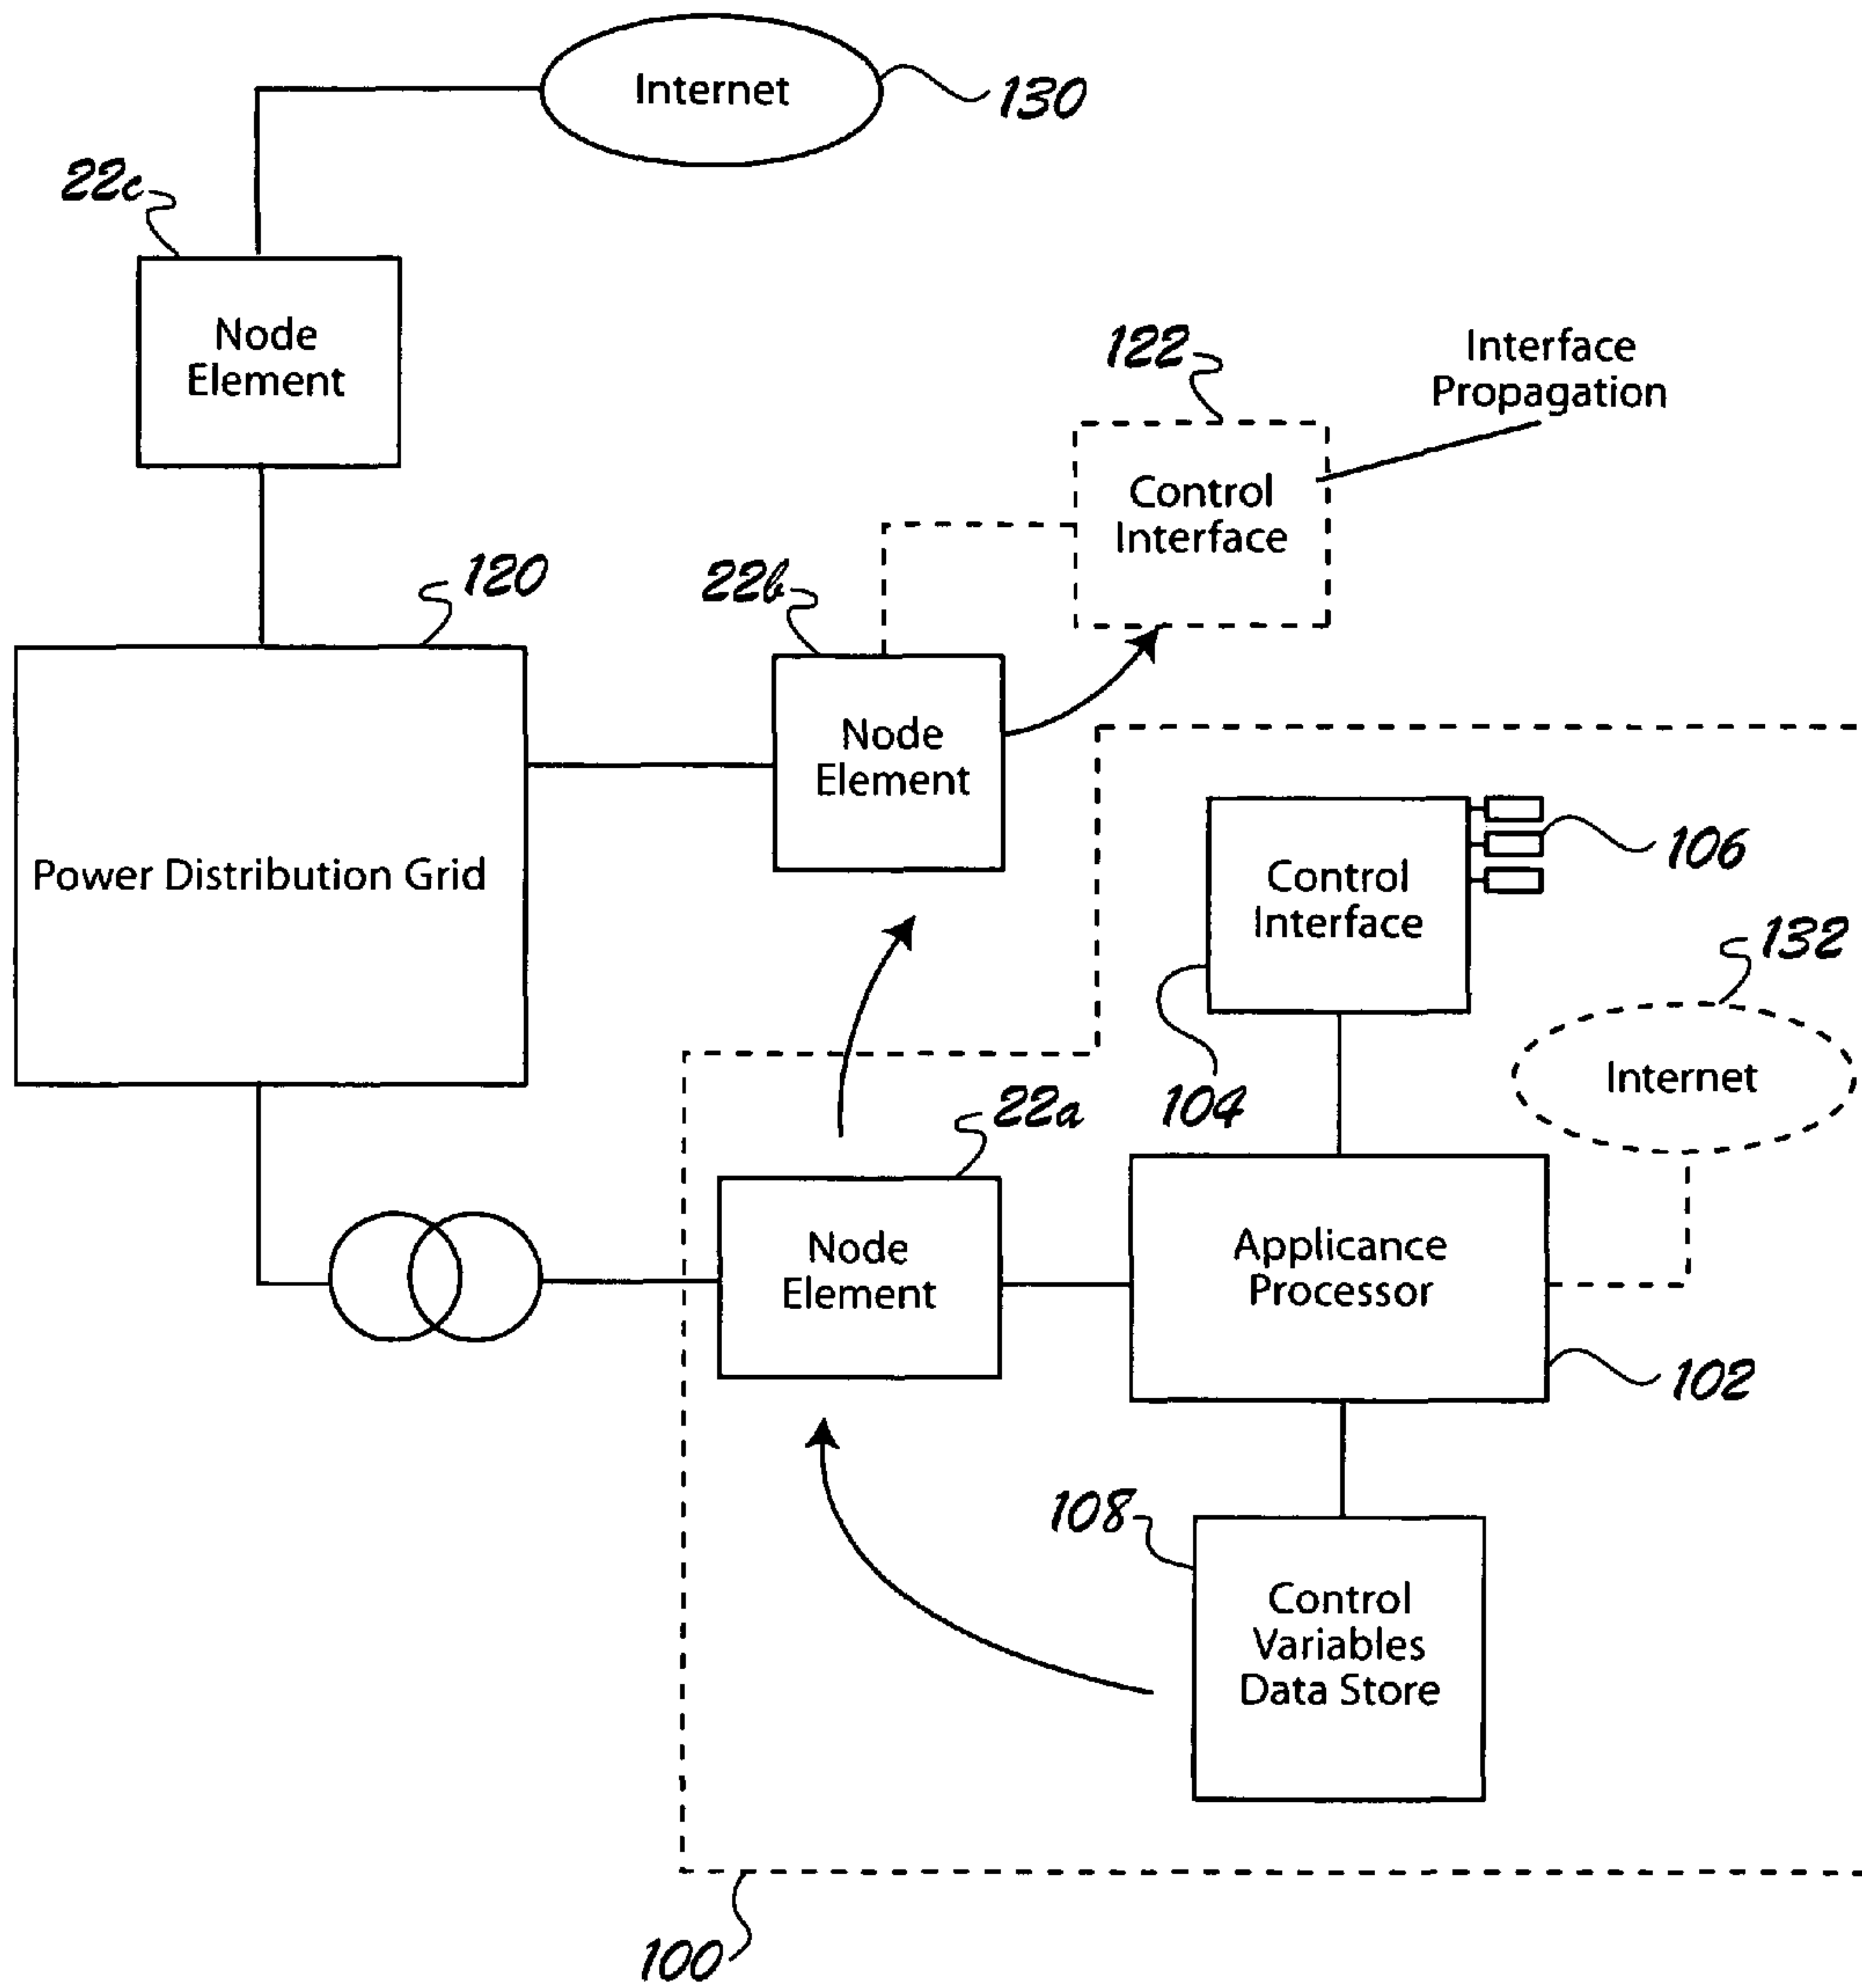 Internet
130
22c
Node
Element
122
Interface
Propagation
Control
Interface
120
22b
Node
Element
Power Distribution Grid
Control
Interface
106
132
104
Internet
22a
Node
Element
Applicance
Processor
102
108
Control
Variables
Data Store
100